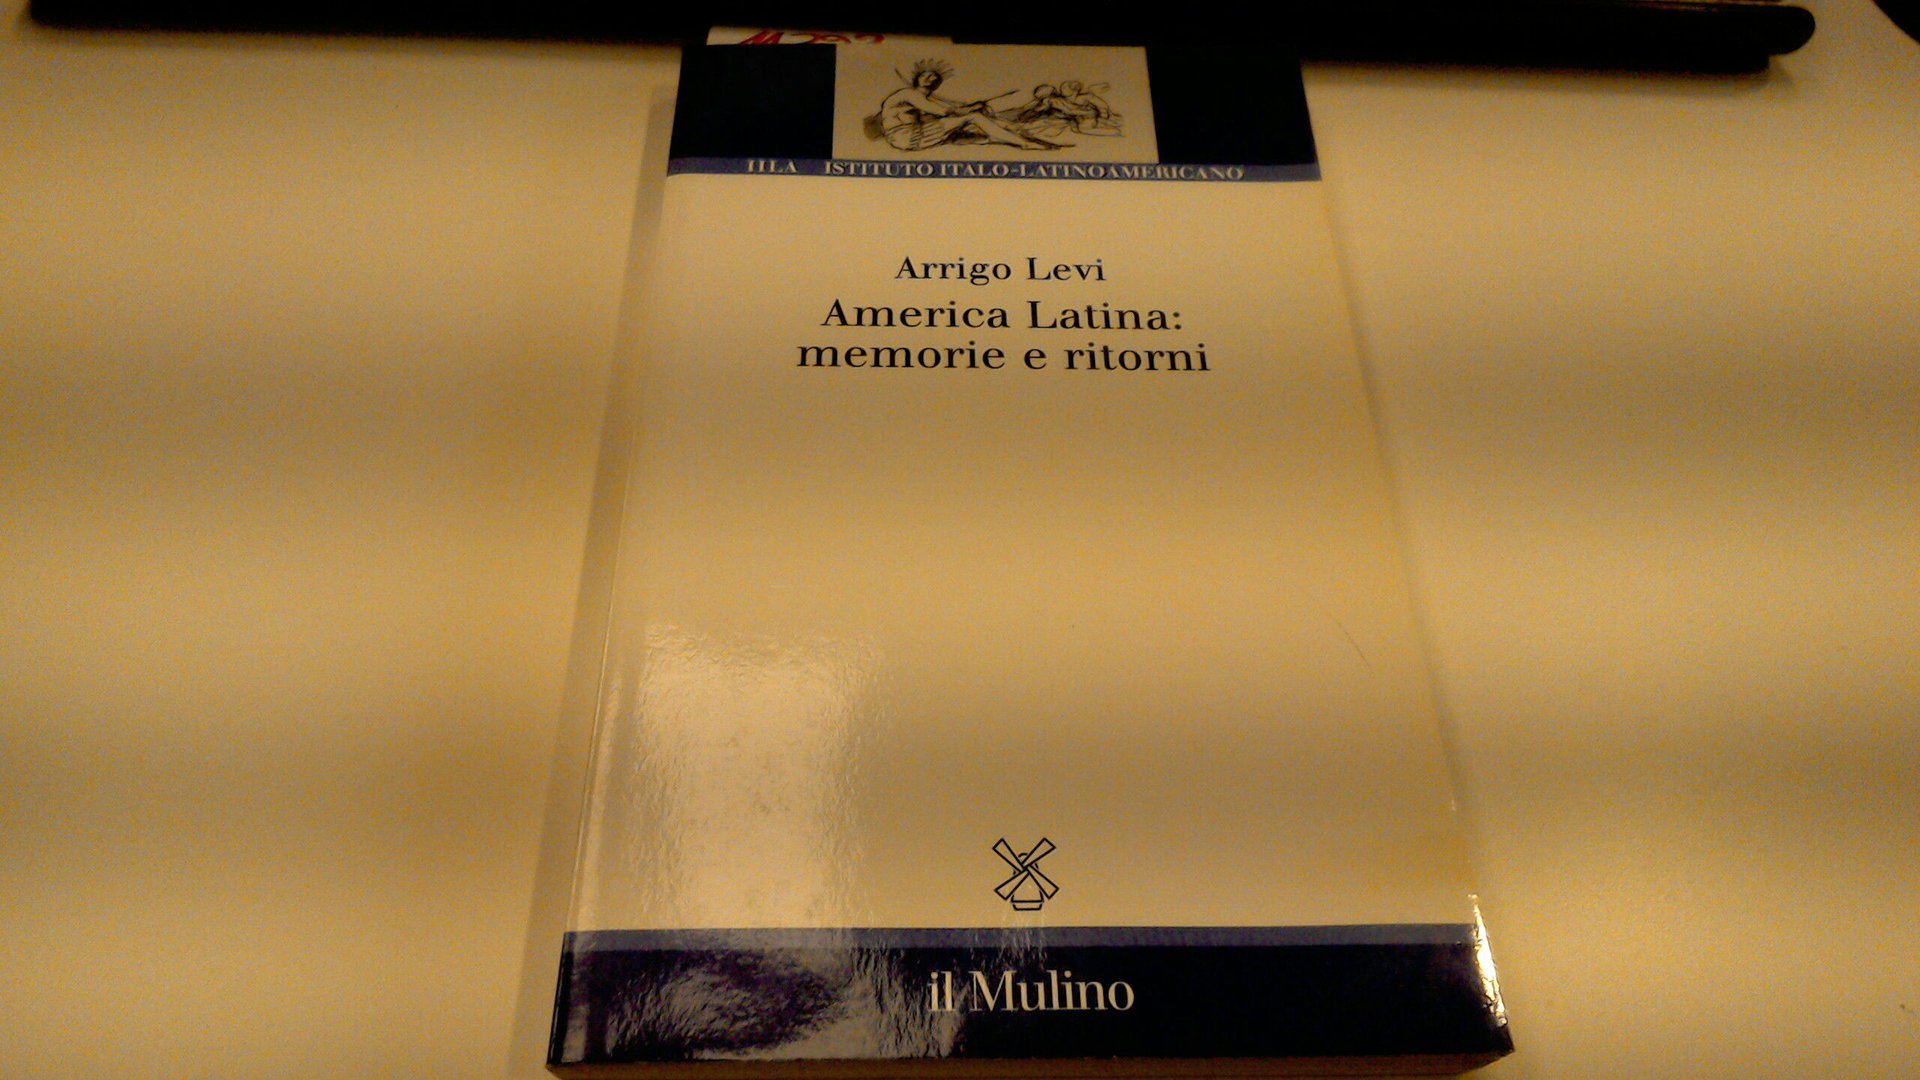 IILA ISTITUTO ITALO-LATINOAMERICANO
Arrigo Levi
America Latina:
memorie e ritorni
il Mulino